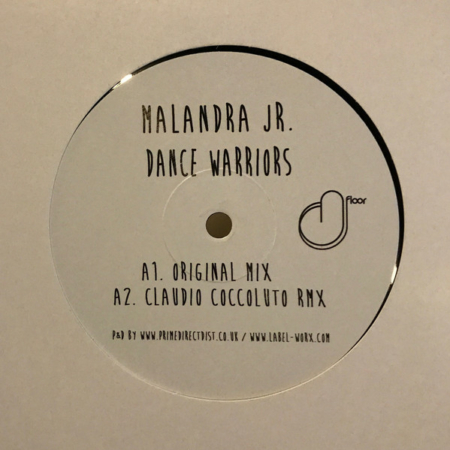 MALANDRA JR.
DANCE WARRIORS
floor
A1. ORIGINAL MIX
A2. CLAUDIO COCCOLUTO RMX
P&D BY WWW.PRIMEDIRECTDIST.CO.UK / WWW.LABEL-WORX.COM